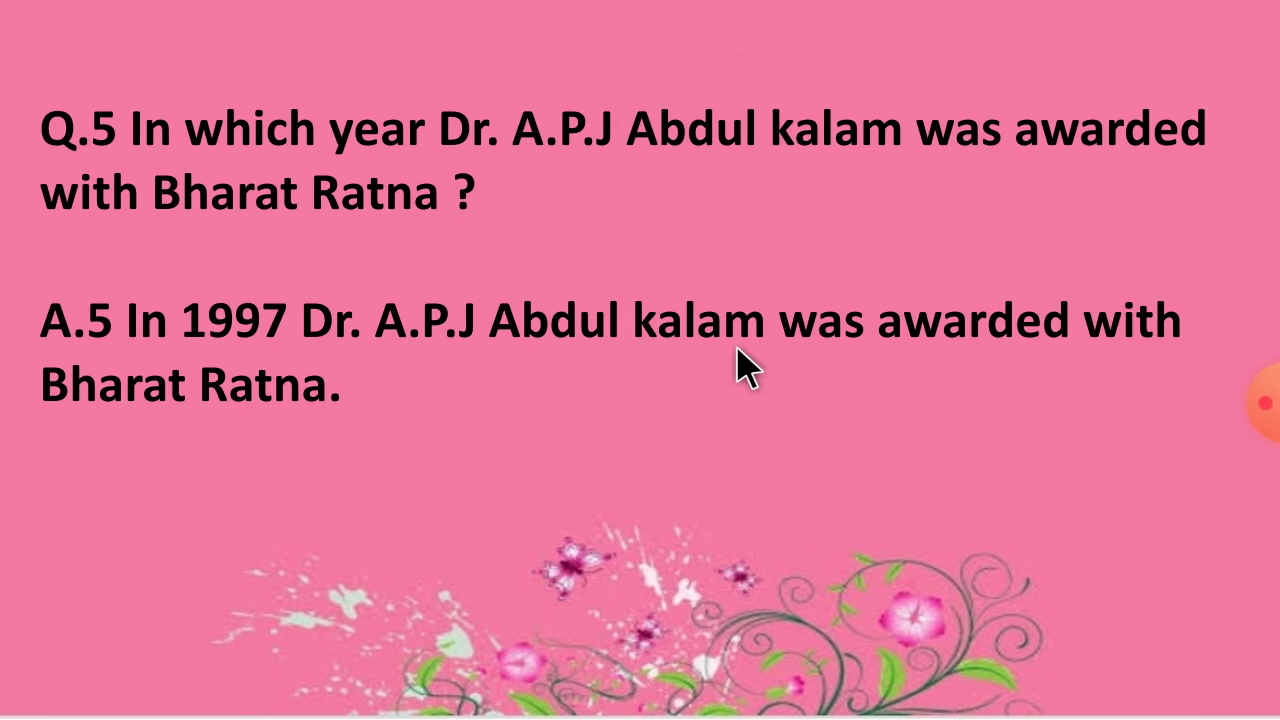 Q.5 In which year Dr. A.P.J Abdul kalam was awarded
with Bharat Ratna ?
A.5 In 1997 Dr. A.P.J Abdul kalam was awarded with
Bharat Ratna.